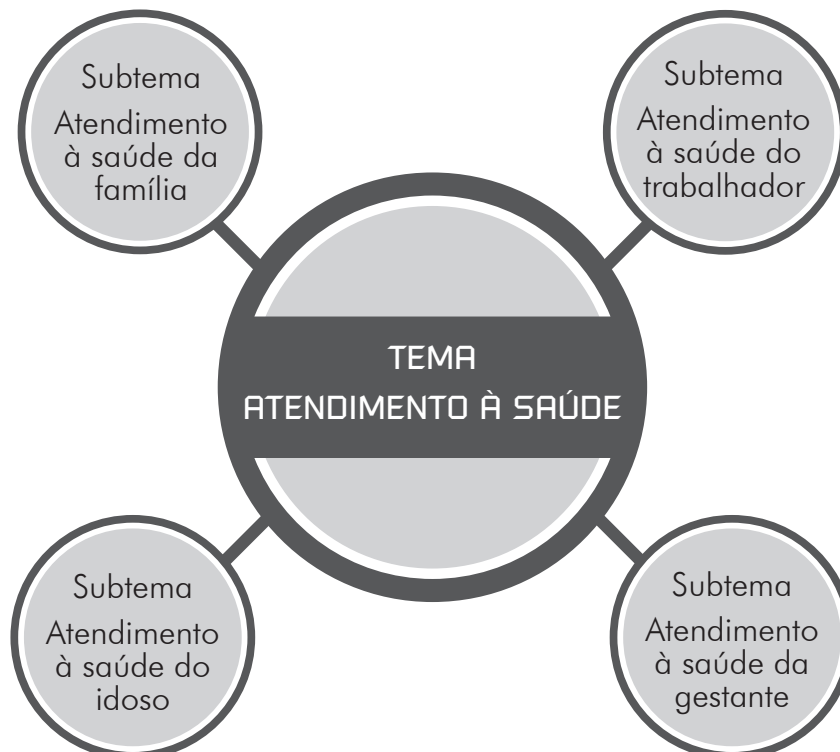 Subtema
Atendimento
à saúde da
família
Subtema
Atendimento
à saúde do
trabalhador
TEMA
ATENDIMENTO À SAÚDE
Subtema
Atendimento
à saúde do
idoso
Subtema
Atendimento
à saúde da
gestante